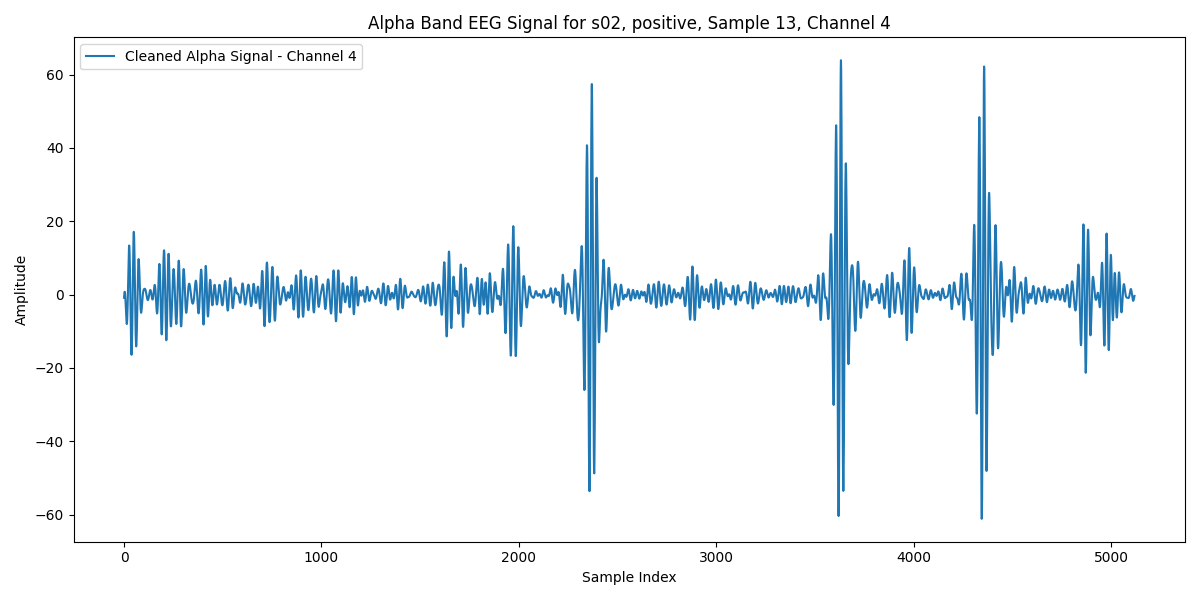 Alpha Band EEG Signal for s02, positive, Sample 13, Channel 4
Cleaned Alpha Signal - Channel 4
Amplitude
60
40
20
0
−20
−40
−60
0 1000 2000 3000 4000 5000
Sample Index